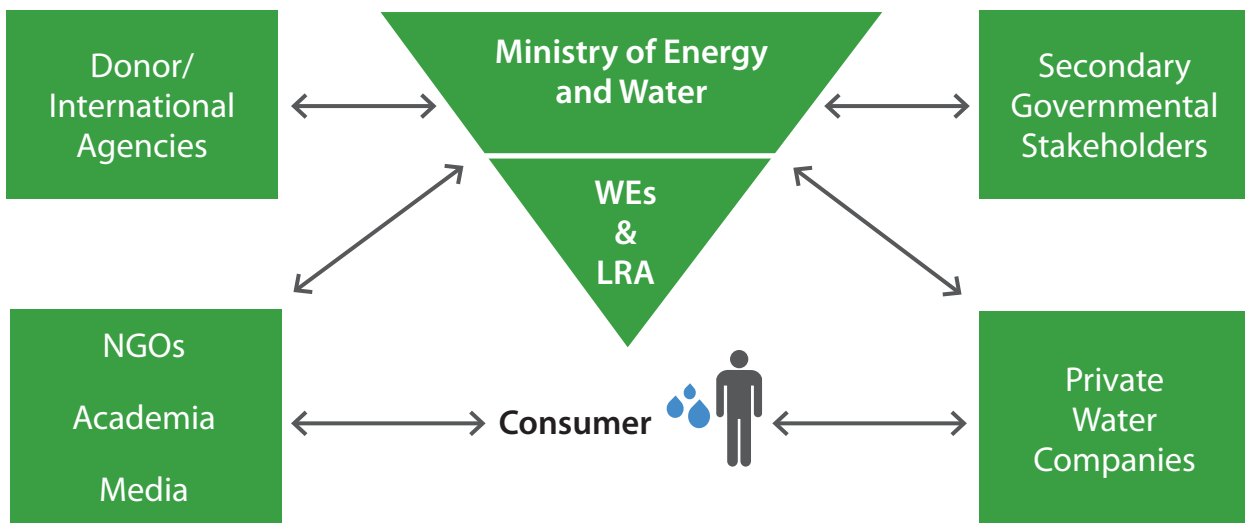 Donor/
International
Agencies
Ministry of Energy
and Water
Secondary
Governmental
Stakeholders
WEs
&
LRA
NGOs
Academia
Media
Consumer
Private
Water
Companies